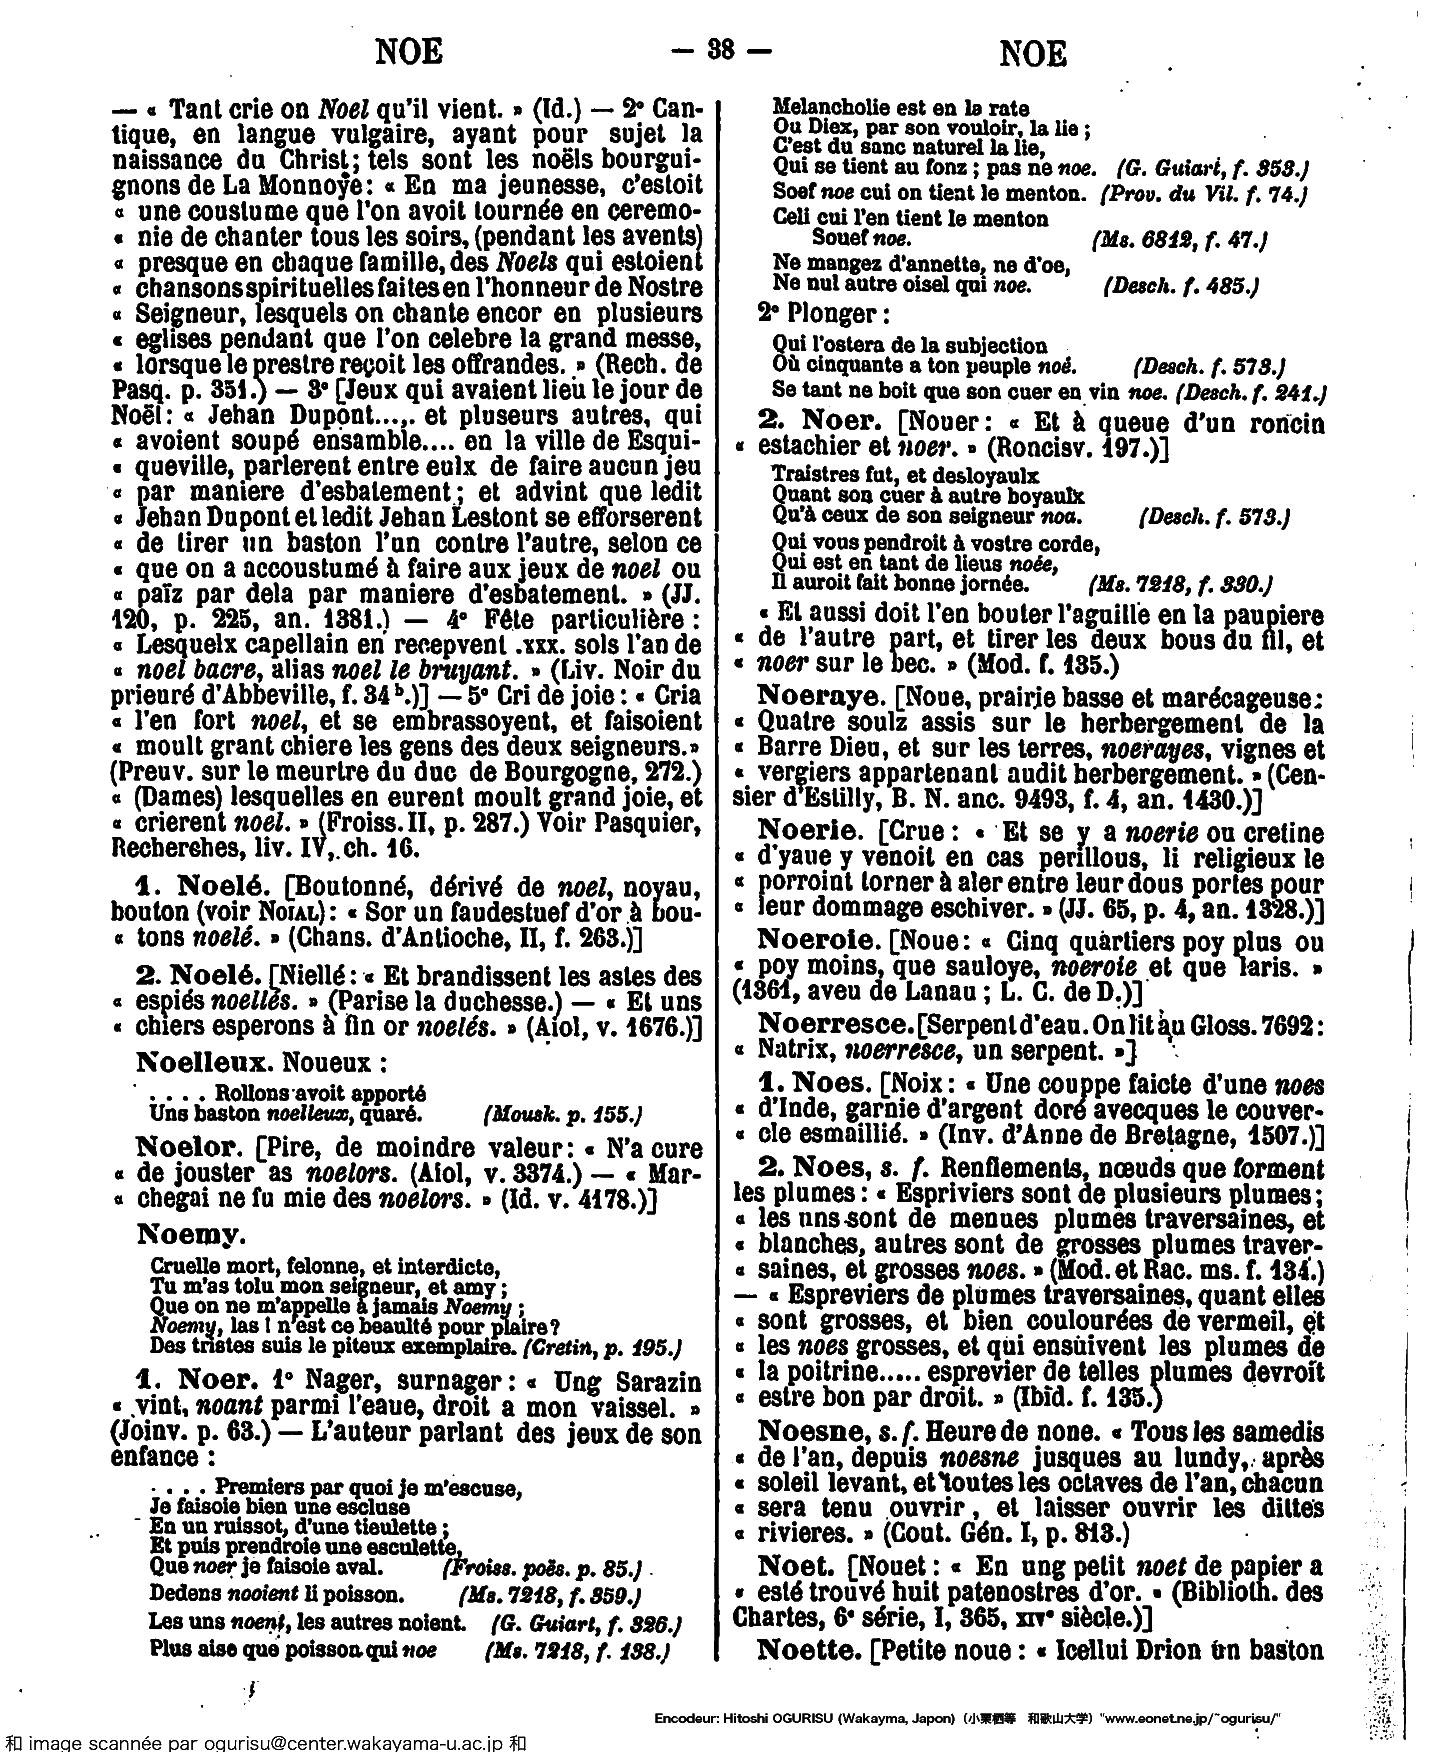 NOE — 38 — NOE
— « Tant crie on Noel qu'il vient. » (Id.) — 2° Can-
tique, en langue vulgaire, ayant pour sujet la
naissance du Christ; tels sont les noëls bourgui-
gnons de La Monnoye: « En ma jeunesse, c'estoit
« une coustume que l'on avoit tournée en ceremo-
« nie de chanter tous les soirs, (pendant les avents)
« presque en chaque famille, des Noels qui estoient
« chansons spirituelles faites en l'honneur de Nostre
« Seigneur, lesquels on chante encor en plusieurs
« eglises pendant que l'on celebre la grand messe,
« lorsque le prestre reçoit les offrandes. » (Rech. de
Pasq. p. 351.) — 3° [Jeux qui avaient lieu le jour de
Noël: « Jehan Dupont..,. et pluseurs autres, qui
« avoient soupé ensamble.... en la ville de Esqui-
« queville, parlerent entre eulx de faire aucun jeu
« par maniere d'esbatement; et advint que ledit
« Jehan Dupont et ledit Jehan Lestont se efforserent
« de tirer un baston l'un contre l'autre, selon ce
« que on a accoustumé à faire aux jeux de noel ou
« païz par dela par maniere d'esbatement. » (JJ.
120, p. 225, an. 1381.) — 4° Fête particulière :
« Lesquelx capellain en recepvent .xxx. sols l'an de
« noel bacre, alias noel le bruyant. » (Liv. Noir du
prieuré d'Abbeville, f. 34 b.)] — 5° Cri de joie : « Cria
« l'en fort noel, et se embrassoyent, et faisoient
« moult grant chiere les gens des deux seigneurs.»
(Preuv. sur le meurtre du duc de Bourgogne, 272.)
« (Dames) lesquelles en eurent moult grand joie, et
« crierent noel. » (Froiss. II, p. 287.) Voir Pasquier,
Recherches, liv. IV, ch. 16.
1. Noelé. [Boutonné, dérivé de noel, noyau,
bouton (voir NOIAL) : « Sor un faudestuef d'or à bou-
« tons noelé. » (Chans. d'Antioche, II, f. 263.)]
2. Noelé. [Niellé : « Et brandissent les astes des
« espiés noellés. » (Parise la duchesse.) — « Et uns
« chiers esperons à fin or noelés. » (Aiol, v. 1676.)]
Noelleux. Noueux :
. . . . Rollons avoit apporté
Uns baston noelleux, quaré. (Mousk. p. 155.)
Noelor. [Pire, de moindre valeur : « N'a cure
« de jouster as noelors. (Aiol, v. 3374.) — « Mar-
« chegai ne fu mie des noelors. » (Id. v. 4178.)]
Noemy.
Cruelle mort, felonne, et interdicte,
Tu m'as tolu mon seigneur, et amy ;
Que on ne m'appelle à jamais Noemy ;
Noemy, las ! n'est ce beaulté pour plaire?
Des tristes suis le piteux exemplaire. (Cretin, p. 195.)
1. Noer. 1° Nager, surnager : « Ung Sarazin
« vint, noant parmi l'eaue, droit a mon vaissel. »
(Joinv. p. 63.) — L'auteur parlant des jeux de son
enfance :
. . . . Premiers par quoi je m'escuse,
Je faisoie bien une escluse
En un ruissot, d'une tieulette ;
Et puis prendroie une esculette,
Que noer je faisoie aval. (Froiss. poës. p. 85.)
Dedens nooient li poisson. (Ms. 7218, f. 359.)
Les uns noent, les autres noient. (G. Guiart, f. 326.)
Plus aise que poisson qui noe (Ms. 7218, f. 138.)
Melancholie est en la rate
Ou Diex, par son vouloir, la lie ;
C'est du sanc naturel la lie,
Qui se tient au fonz ; pas ne noe. (G. Guiart, f. 353.)
Soef noe cui on tient le menton. (Prov. du Vil. f. 74.)
Celi cui l'en tient le menton
Souef noe. (Ms. 6812, f. 47.)
Ne mangez d'annette, ne d'oe,
Ne nul autre oisel qui noe. (Desch. f. 485.)
2° Plonger :
Qui l'ostera de la subjection
Où cinquante a ton peuple noé. (Desch. f. 573.)
Se tant ne boit que son cuer en vin noe. (Desch. f. 241.)
2. Noer. [Nouer : « Et à queue d'un roncin
« estachier et noer. » (Roncisv. 197.)]
Traistres fut, et desloyaulx
Quant son cuer à autre boyaulx
Qu'à ceux de son seigneur noa. (Desch. f. 573.)
Qui vous pendroit à vostre corde,
Qui est en tant de lieus noée,
Il auroit fait bonne jornée. (Ms. 7218, f. 330.)
« Et aussi doit l'en bouter l'aguille en la paupiere
« de l'autre part, et tirer les deux bous du fil, et
« noer sur le bec. » (Mod. f. 135.)
Noeraye. [Noue, prairie basse et marécageuse:
« Quatre soulz assis sur le herbergement de la
« Barre Dieu, et sur les terres, noerayes, vignes et
« vergiers appartenant audit herbergement. » (Cen-
sier d'Estilly, B. N. anc. 9493, f. 4, an. 1430.)]
Noerie. [Crue : « Et se y a noerie ou cretine
« d'yaue y venoit en cas perillous, li religieux le
« porroint torner à aler entre leur dous portes pour
« leur dommage eschiver. » (JJ. 65, p. 4, an. 1328.)]
Noeroie. [Noue : « Cinq quartiers poy plus ou
« poy moins, que sauloye, noeroie et que laris. »
(1361, aveu de Lanau ; L. C. de D.)]
Noerresce. [Serpent d'eau. On lit au Gloss. 7692 :
« Natrix, noerresce, un serpent. »]
1. Noes. [Noix : « Une couppe faicte d'une noes
« d'Inde, garnie d'argent doré avecques le couver-
« cle esmaillié. » (Inv. d'Anne de Bretagne, 1507.)]
2. Noes, s. f. Renflements, nœuds que forment
les plumes : « Espriviers sont de plusieurs plumes ;
« les uns sont de menues plumes traversaines, et
« blanches, autres sont de grosses plumes traver-
« saines, et grosses noes. » (Mod. et Rac. ms. f. 134.)
— « Espreviers de plumes traversaines, quant elles
« sont grosses, et bien coulourées de vermeil, et
« les noes grosses, et qui ensuivent les plumes de
« la poitrine..... esprevier de telles plumes devroit
« estre bon par droit. » (Ibid. f. 135.)
Noesne, s. f. Heure de none. « Tous les samedis
« de l'an, depuis noesne jusques au lundy, après
« soleil levant, et toutes les octaves de l'an, chacun
« sera tenu ouvrir, et laisser ouvrir les dittes
« rivieres. » (Cout. Gén. I, p. 813.)
Noet. [Nouet : « En ung petit noet de papier a
« esté trouvé huit patenostres d'or. » (Biblioth. des
Chartes, 6e série, I, 365, XIVe siècle.)]
Noette. [Petite noue : « Icellui Drion un baston
Encodeur: Hitoshi OGURISU (Wakayma, Japon) (小栗栖等 和歌山大学) "www.eonet.ne.jp/~ogurisu/"
和 image scannée par ogurisu@center.wakayama-u.ac.jp 和